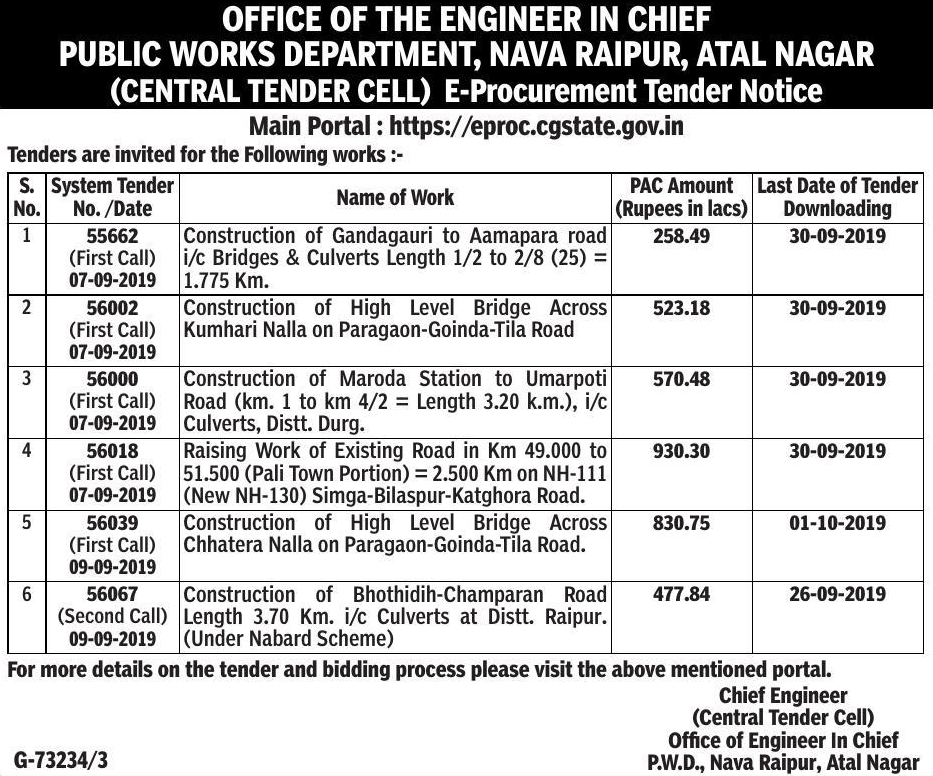 OFFICE OF THE ENGINEER IN CHIEF
PUBLIC WORKS DEPARTMENT, NAVA RAIPUR, ATAL NAGAR
(CENTRAL TENDER CELL) E-Procurement Tender Notice
Main Portal : https://eproc.cgstate.gov.in
Tenders are invited for the Following works :-
S. No. System Tender No. /Date Name of Work PAC Amount (Rupees in lacs) Last Date of Tender Downloading
1 55662 Construction of Gandagauri to Aamapara road 258.49 30-09-2019
(First Call) i/c Bridges & Culverts Length 1/2 to 2/8 (25) =
07-09-2019 1.775 Km.
2 56002 Construction of High Level Bridge Across 523.18 30-09-2019
(First Call) Kumhari Nalla on Paragaon-Goinda-Tila Road
07-09-2019
3 56000 Construction of Maroda Station to Umarpoti 570.48 30-09-2019
(First Call) Road (km. 1 to km 4/2 = Length 3.20 k.m.), i/c
07-09-2019 Culverts, Distt. Durg.
4 56018 Raising Work of Existing Road in Km 49.000 to 930.30 30-09-2019
(First Call) 51.500 (Pali Town Portion) = 2.500 Km on NH-111
07-09-2019 (New NH-130) Simga-Bilaspur-Katghora Road.
5 56039 Construction of High Level Bridge Across 830.75 01-10-2019
(First Call) Chhatera Nalla on Paragaon-Goinda-Tila Road.
09-09-2019
6 56067 Construction of Bhothidih-Champaran Road 477.84 26-09-2019
(Second Call) Length 3.70 Km. i/c Culverts at Distt. Raipur.
09-09-2019 (Under Nabard Scheme)
For more details on the tender and bidding process please visit the above mentioned portal.
Chief Engineer
(Central Tender Cell)
Office of Engineer In Chief
G-73234/3 P.W.D., Nava Raipur, Atal Nagar